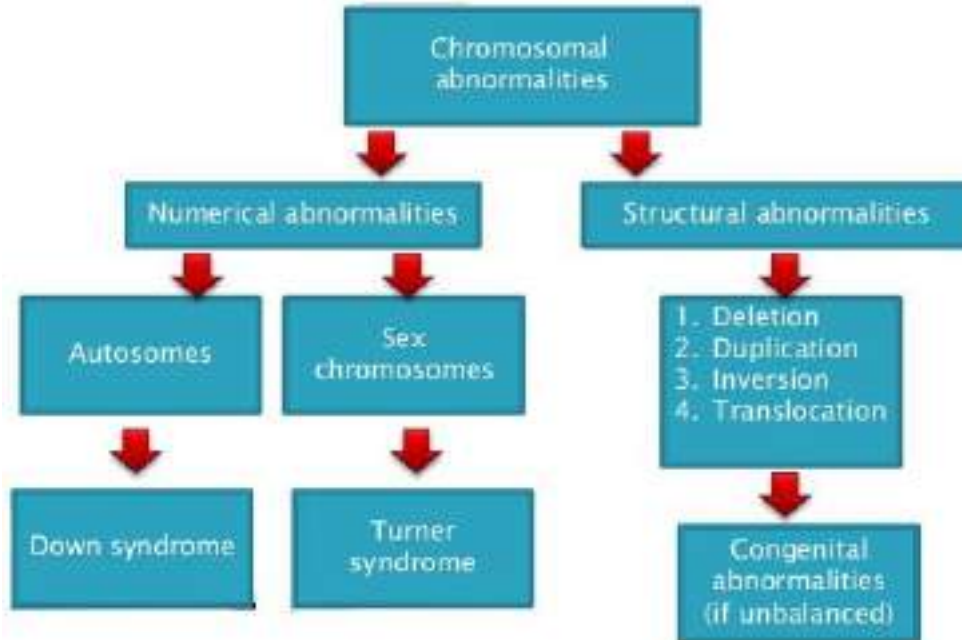 Chromosomal
abnormalities
Numerical abnormalities
Structural abnormalities
Autosomes
Sex
chromosomes
1. Deletion
2. Duplication
3. Inversion
4. Translocation
Down syndrome
Turner
syndrome
Congenital
abnormalities
(if unbalanced)